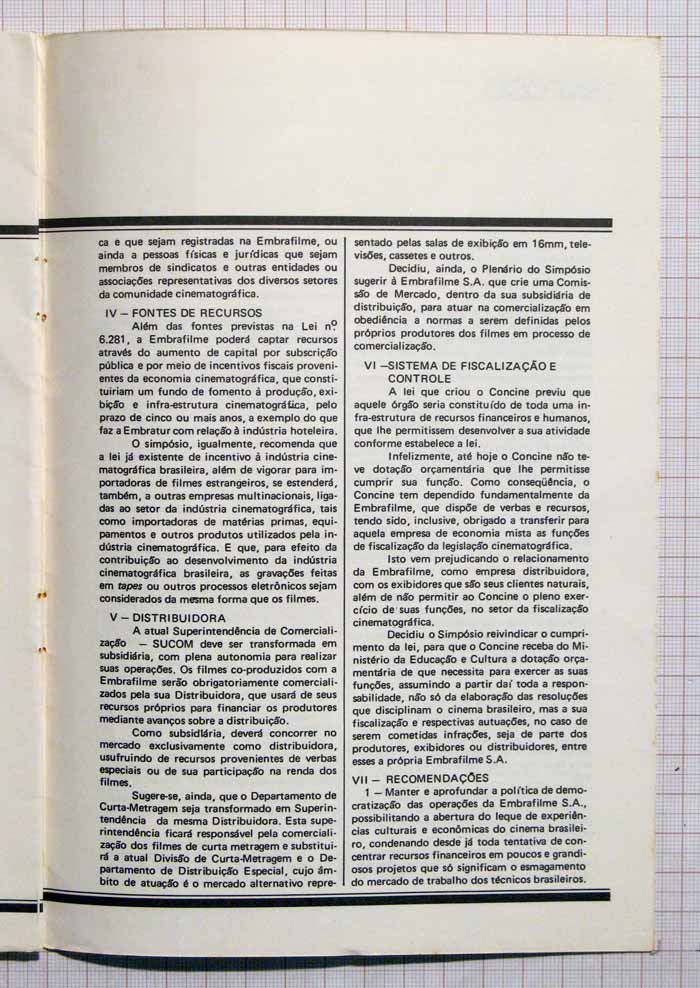 ca e que sejam registradas na Embrafilme, ou
ainda a pessoas físicas e jurídicas que sejam
membros de sindicatos e outras entidades ou
associações representativas dos diversos setores
da comunidade cinematográfica.
IV – FONTES DE RECURSOS
Além das fontes previstas na Lei nº
6.281, a Embrafilme poderá captar recursos
através do aumento de capital por subscrição
pública e por meio de incentivos fiscais proveni-
entes da economia cinematográfica, que consti-
tuiriam um fundo de fomento à produção, exi-
bição e infra-estrutura cinematográfica, pelo
prazo de cinco ou mais anos, a exemplo do que
faz a Embratur com relação à indústria hoteleira.
O simpósio, igualmente, recomenda que
a lei já existente de incentivo à indústria cine-
matográfica brasileira, além de vigorar para im-
portadoras de filmes estrangeiros, se estenderá,
também, a outras empresas multinacionais, liga-
das ao setor da indústria cinematográfica, tais
como importadoras de matérias primas, equi-
pamentos e outros produtos utilizados pela in-
dústria cinematográfica. E que, para efeito da
contribuição ao desenvolvimento da indústria
cinematográfica brasileira, as gravações feitas
em tapes ou outros processos eletrônicos sejam
considerados da mesma forma que os filmes.
V – DISTRIBUIDORA
A atual Superintendência de Comerciali-
zação – SUCOM deve ser transformada em
subsidiária, com plena autonomia para realizar
suas operações. Os filmes co-produzidos com a
Embrafilme serão obrigatoriamente comerciali-
zados pela sua Distribuidora, que usará de seus
recursos próprios para financiar os produtores
mediante avanços sobre a distribuição.
Como subsidiária, deverá concorrer no
mercado exclusivamente como distribuidora,
usufruindo de recursos provenientes de verbas
especiais ou de sua participação na renda dos
filmes.
Sugere-se, ainda, que o Departamento de
Curta-Metragem seja transformado em Superin-
tendência da mesma Distribuidora. Esta supe-
rintendência ficará responsável pela comerciali-
zação dos filmes de curta metragem e substitui-
rá a atual Divisão de Curta-Metragem e o De-
partamento de Distribuição Especial, cujo âm-
bito de atuação é o mercado alternativo repre-
sentado pelas salas de exibição em 16mm, tele-
visões, cassetes e outros.
Decidiu, ainda, o Plenário do Simpósio
sugerir à Embrafilme S.A. que crie uma Comis-
são de Mercado, dentro da sua subsidiária de
distribuição, para atuar na comercialização em
obediência a normas a serem definidas pelos
próprios produtores dos filmes em processo de
comercialização.
VI –SISTEMA DE FISCALIZAÇÃO E
CONTROLE
A lei que criou o Concine previu que
aquele órgão seria constituído de toda uma in-
fra-estrutura de recursos financeiros e humanos,
que lhe permitissem desenvolver a sua atividade
conforme estabelece a lei.
Infelizmente, até hoje o Concine não te-
ve dotação orçamentária que lhe permitisse
cumprir sua função. Como conseqüência, o
Concine tem dependido fundamentalmente da
Embrafilme, que dispõe de verbas e recursos,
tendo sido, inclusive, obrigado a transferir para
aquela empresa de economia mista as funções
de fiscalização da legislação cinematográfica.
Isto vem prejudicando o relacionamento
da Embrafilme, como empresa distribuidora,
com os exibidores que são seus clientes naturais,
além de não permitir ao Concine o pleno exer-
cício de suas funções, no setor da fiscalização
cinematográfica.
Decidiu o Simpósio reivindicar o cumpri-
mento da lei, para que o Concine receba do Mi-
nistério da Educação e Cultura a dotação orça-
mentária de que necessita para exercer as suas
funções, assumindo a partir daí toda a respon-
sabilidade, não só da elaboração das resoluções
que disciplinam o cinema brasileiro, mas a sua
fiscalização e respectivas autuações, no caso de
serem cometidas infrações, seja de parte dos
produtores, exibidores ou distribuidores, entre
esses a própria Embrafilme S.A.
VII – RECOMENDAÇÕES
1 – Manter e aprofundar a política de demo-
cratização das operações da Embrafilme S.A.,
possibilitando a abertura do leque de experiên-
cias culturais e econômicas do cinema brasilei-
ro, condenando desde já toda tentativa de con-
centrar recursos financeiros em poucos e grandi-
osos projetos que só significam o esmagamento
do mercado de trabalho dos técnicos brasileiros.